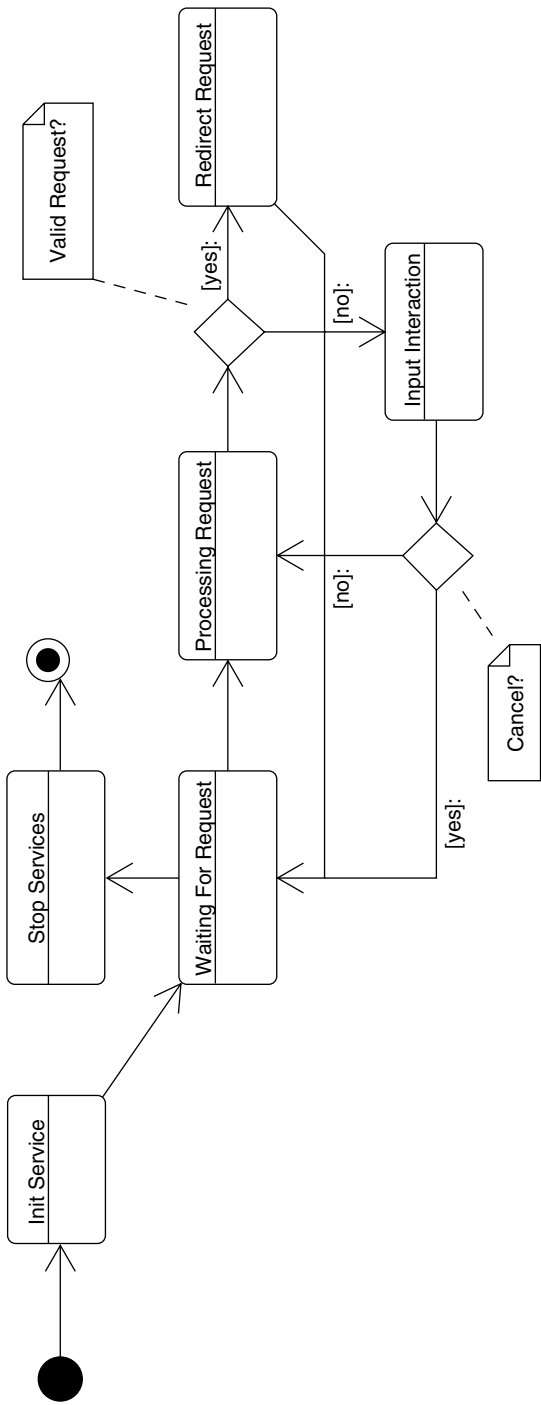 Init Service
Stop Services
Waiting For Request
Processing Request
Valid Request?
[yes]:
Redirect Request
[no]:
Input Interaction
[no]:
Cancel?
[yes]: